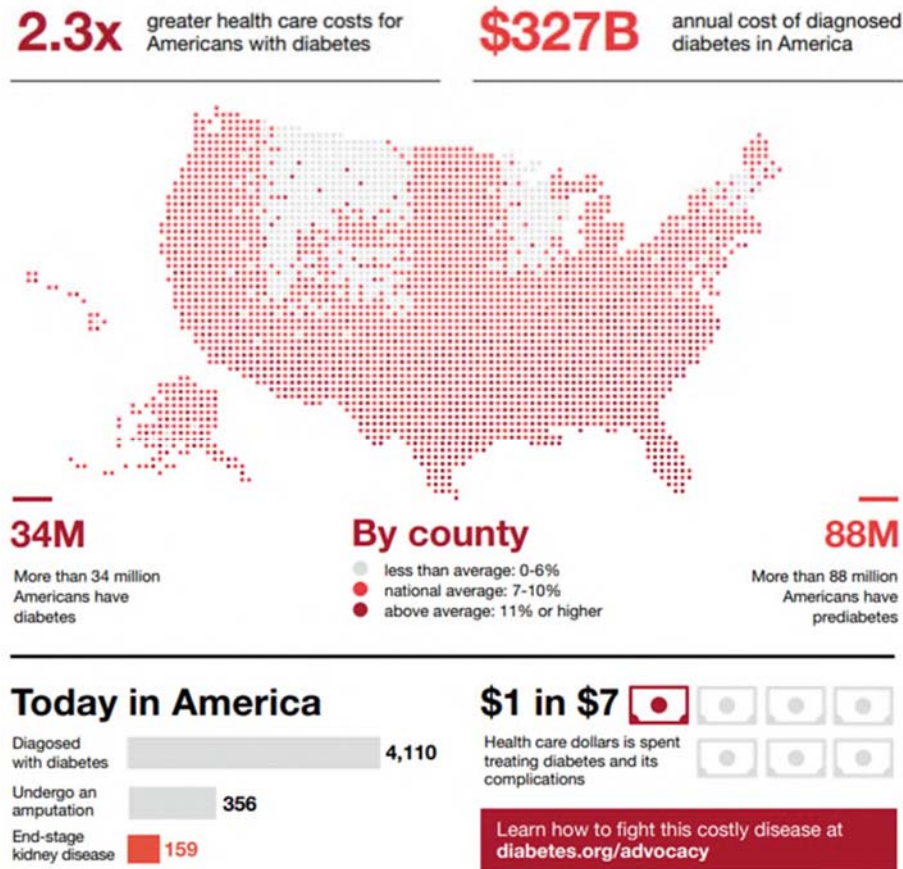 2.3x
greater health care costs for
Americans with diabetes
$327B
annual cost of diagnosed
diabetes in America
34M
More than 34 million
Americans have
diabetes
By county
less than average: 0-6%
national average: 7-10%
above average: 11% or higher
88M
More than 88 million
Americans have
prediabetes
Today in America
Diagosed
with diabetes
4,110
Undergo an
amputation
356
End-stage
kidney disease
159
$1 in $7
Health care dollars is spent
treating diabetes and its
complications
Learn how to fight this costly disease at
diabetes.org/advocacy